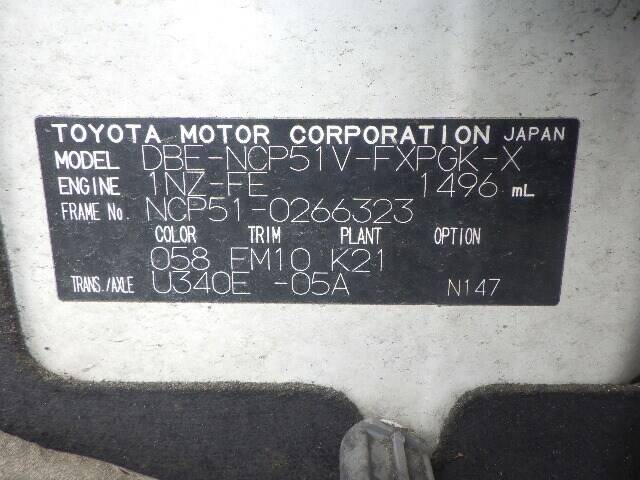 TOYOTA MOTOR CORPORATION JAPAN
MODEL DBE-NCP51V-FXPGK-X
ENGINE 1NZ-FE 1496 mL
FRAME No. NCP51-0266323
COLOR TRIM PLANT OPTION
058 FM10 K21
TRANS./AXLE U340E -05A N147